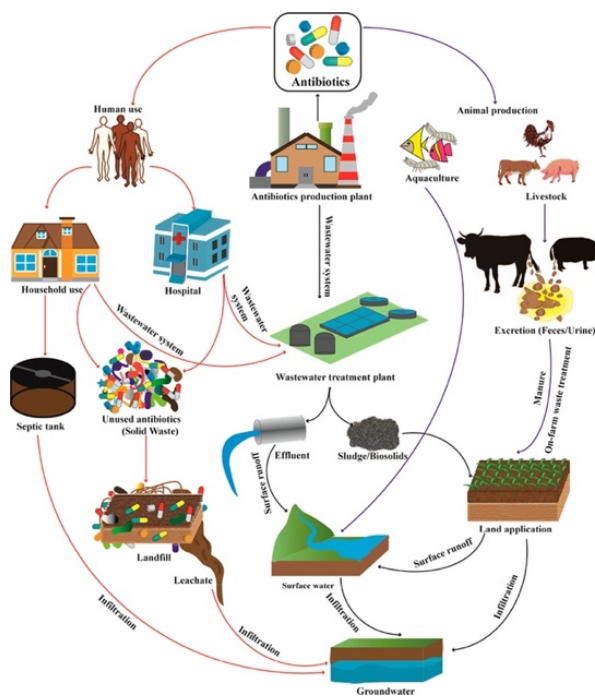 Antibiotics
Human use
Animal production
Antibiotics production plant
Aquaculture
Livestock
Household use
Hospital
Wastewater system
Wastewater
system
Wastewater system
Excretion (Feces/Urine)
Wastewater treatment plant
Septic tank
Unused antibiotics
(Solid Waste)
Manure
On-farm waste treatment
Effluent
Sludge/Biosolids
Surface runoff
Land application
Landfill
Leachate
Surface water
Surface runoff
Infiltration
Infiltration
Infiltration
Infiltration
Groundwater